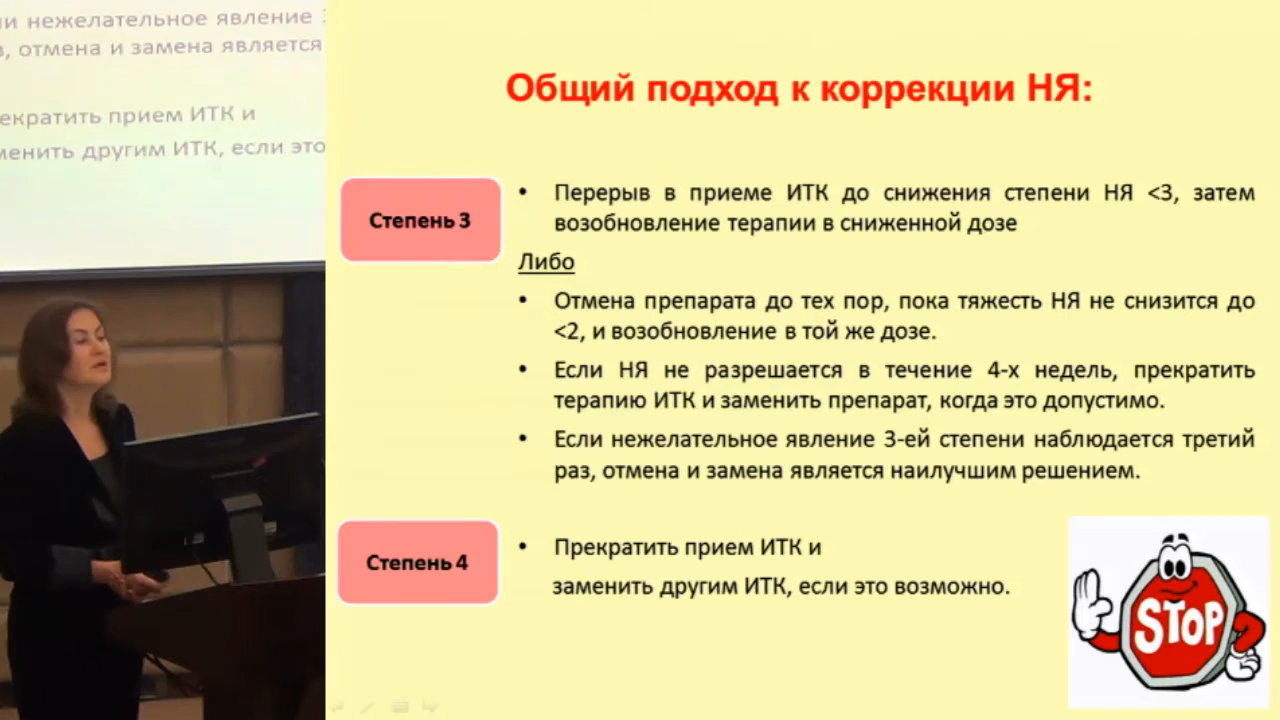 ли нежелательное явление
, отмена и замена является
екратить прием ИТК и
менить другим ИТК, если это
Общий подход к коррекции НЯ:
Степень 3
• Перерыв в приеме ИТК до снижения степени НЯ <3, затем
возобновление терапии в сниженной дозе
Либо
• Отмена препарата до тех пор, пока тяжесть НЯ не снизится до
<2, и возобновление в той же дозе.
• Если НЯ не разрешается в течение 4-х недель, прекратить
терапию ИТК и заменить препарат, когда это допустимо.
• Если нежелательное явление 3-ей степени наблюдается третий
раз, отмена и замена является наилучшим решением.
Степень 4
• Прекратить прием ИТК и
заменить другим ИТК, если это возможно.
STOP